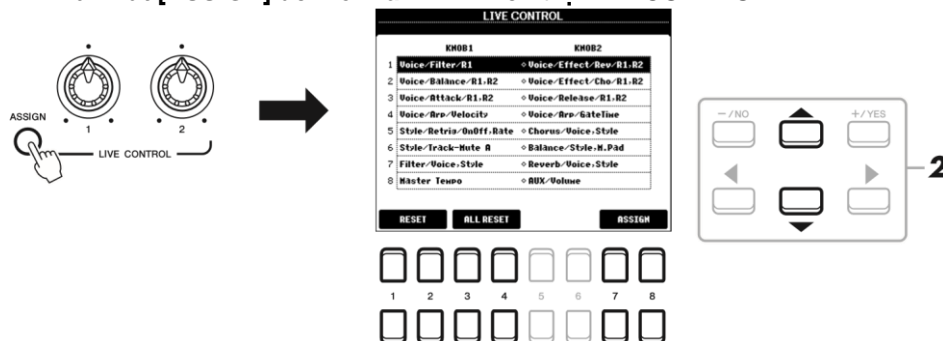 LIVE CONTROL
KNOB1 KNOB2
1 Voice/Filter/R1 ◇Voice/Effect/Rev/R1,R2
2 Voice/Balance/R1,R2 ◇Voice/Effect/Cho/R1,R2
3 Voice/Attack/R1,R2 ◇Voice/Release/R1,R2
4 Voice/Arp/Velocity ◇Voice/Arp/GateTime
5 Style/Retrig/OnOff,Rate ◇Chorus/Voice,Style
6 Style/Track-Mute A ◇Balance/Style,M.Pad
7 Filter/Voice,Style ◇Reverb/Voice,Style
8 Master Tempo ◇AUX/Volume
RESET ALL RESET ASSIGN
ASSIGN
1 2
LIVE CONTROL
-/NO +/YES
2
1 2 3 4 5 6 7 8